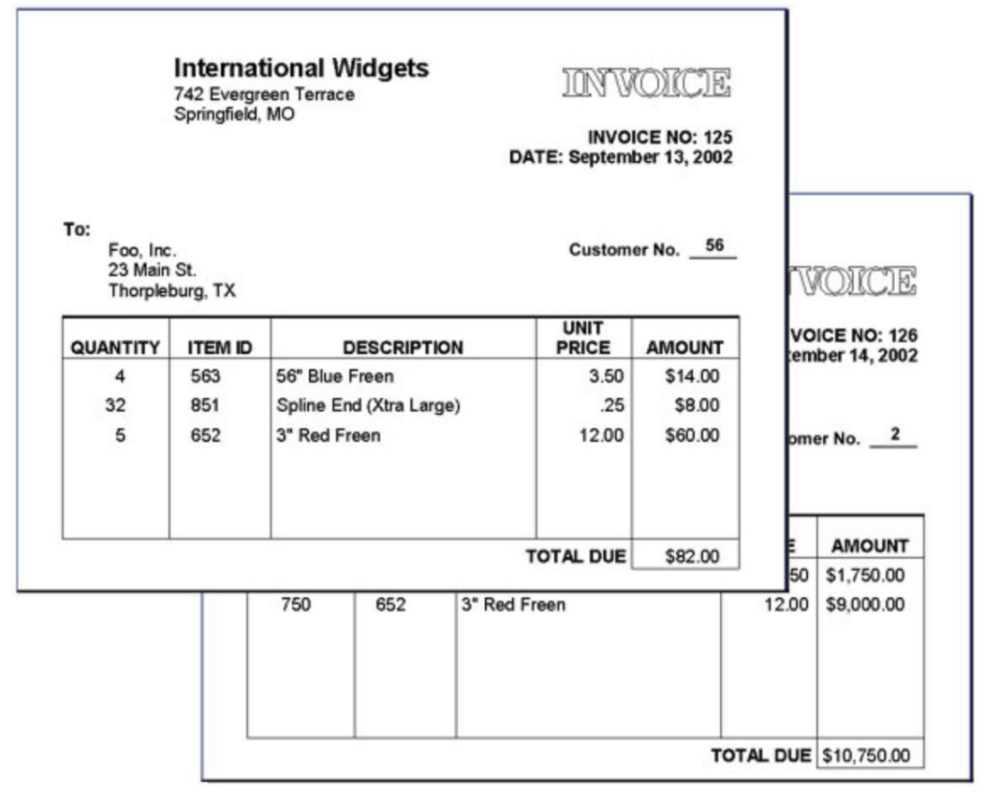 International Widgets
742 Evergreen Terrace
Springfield, MO
INVOICE
INVOICE NO: 125
DATE: September 13, 2002
To:
Foo, Inc.
23 Main St.
Thorpleburg, TX
Customer No. 56
QUANTITY ITEM ID DESCRIPTION UNIT PRICE AMOUNT
4 563 56" Blue Freen 3.50 $14.00
32 851 Spline End (Xtra Large) .25 $8.00
5 652 3" Red Freen 12.00 $60.00
TOTAL DUE $82.00
VOICE
VOICE NO: 126
tember 14, 2002
omer No. 2
E AMOUNT
50 $1,750.00
750 652 3" Red Freen 12.00 $9,000.00
TOTAL DUE $10,750.00